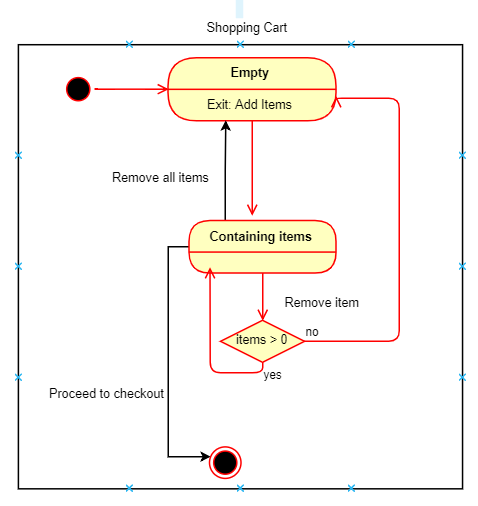 Shopping Cart
Empty
Exit: Add Items
Remove all items
Containing items
Remove item
items > 0
no
yes
Proceed to checkout